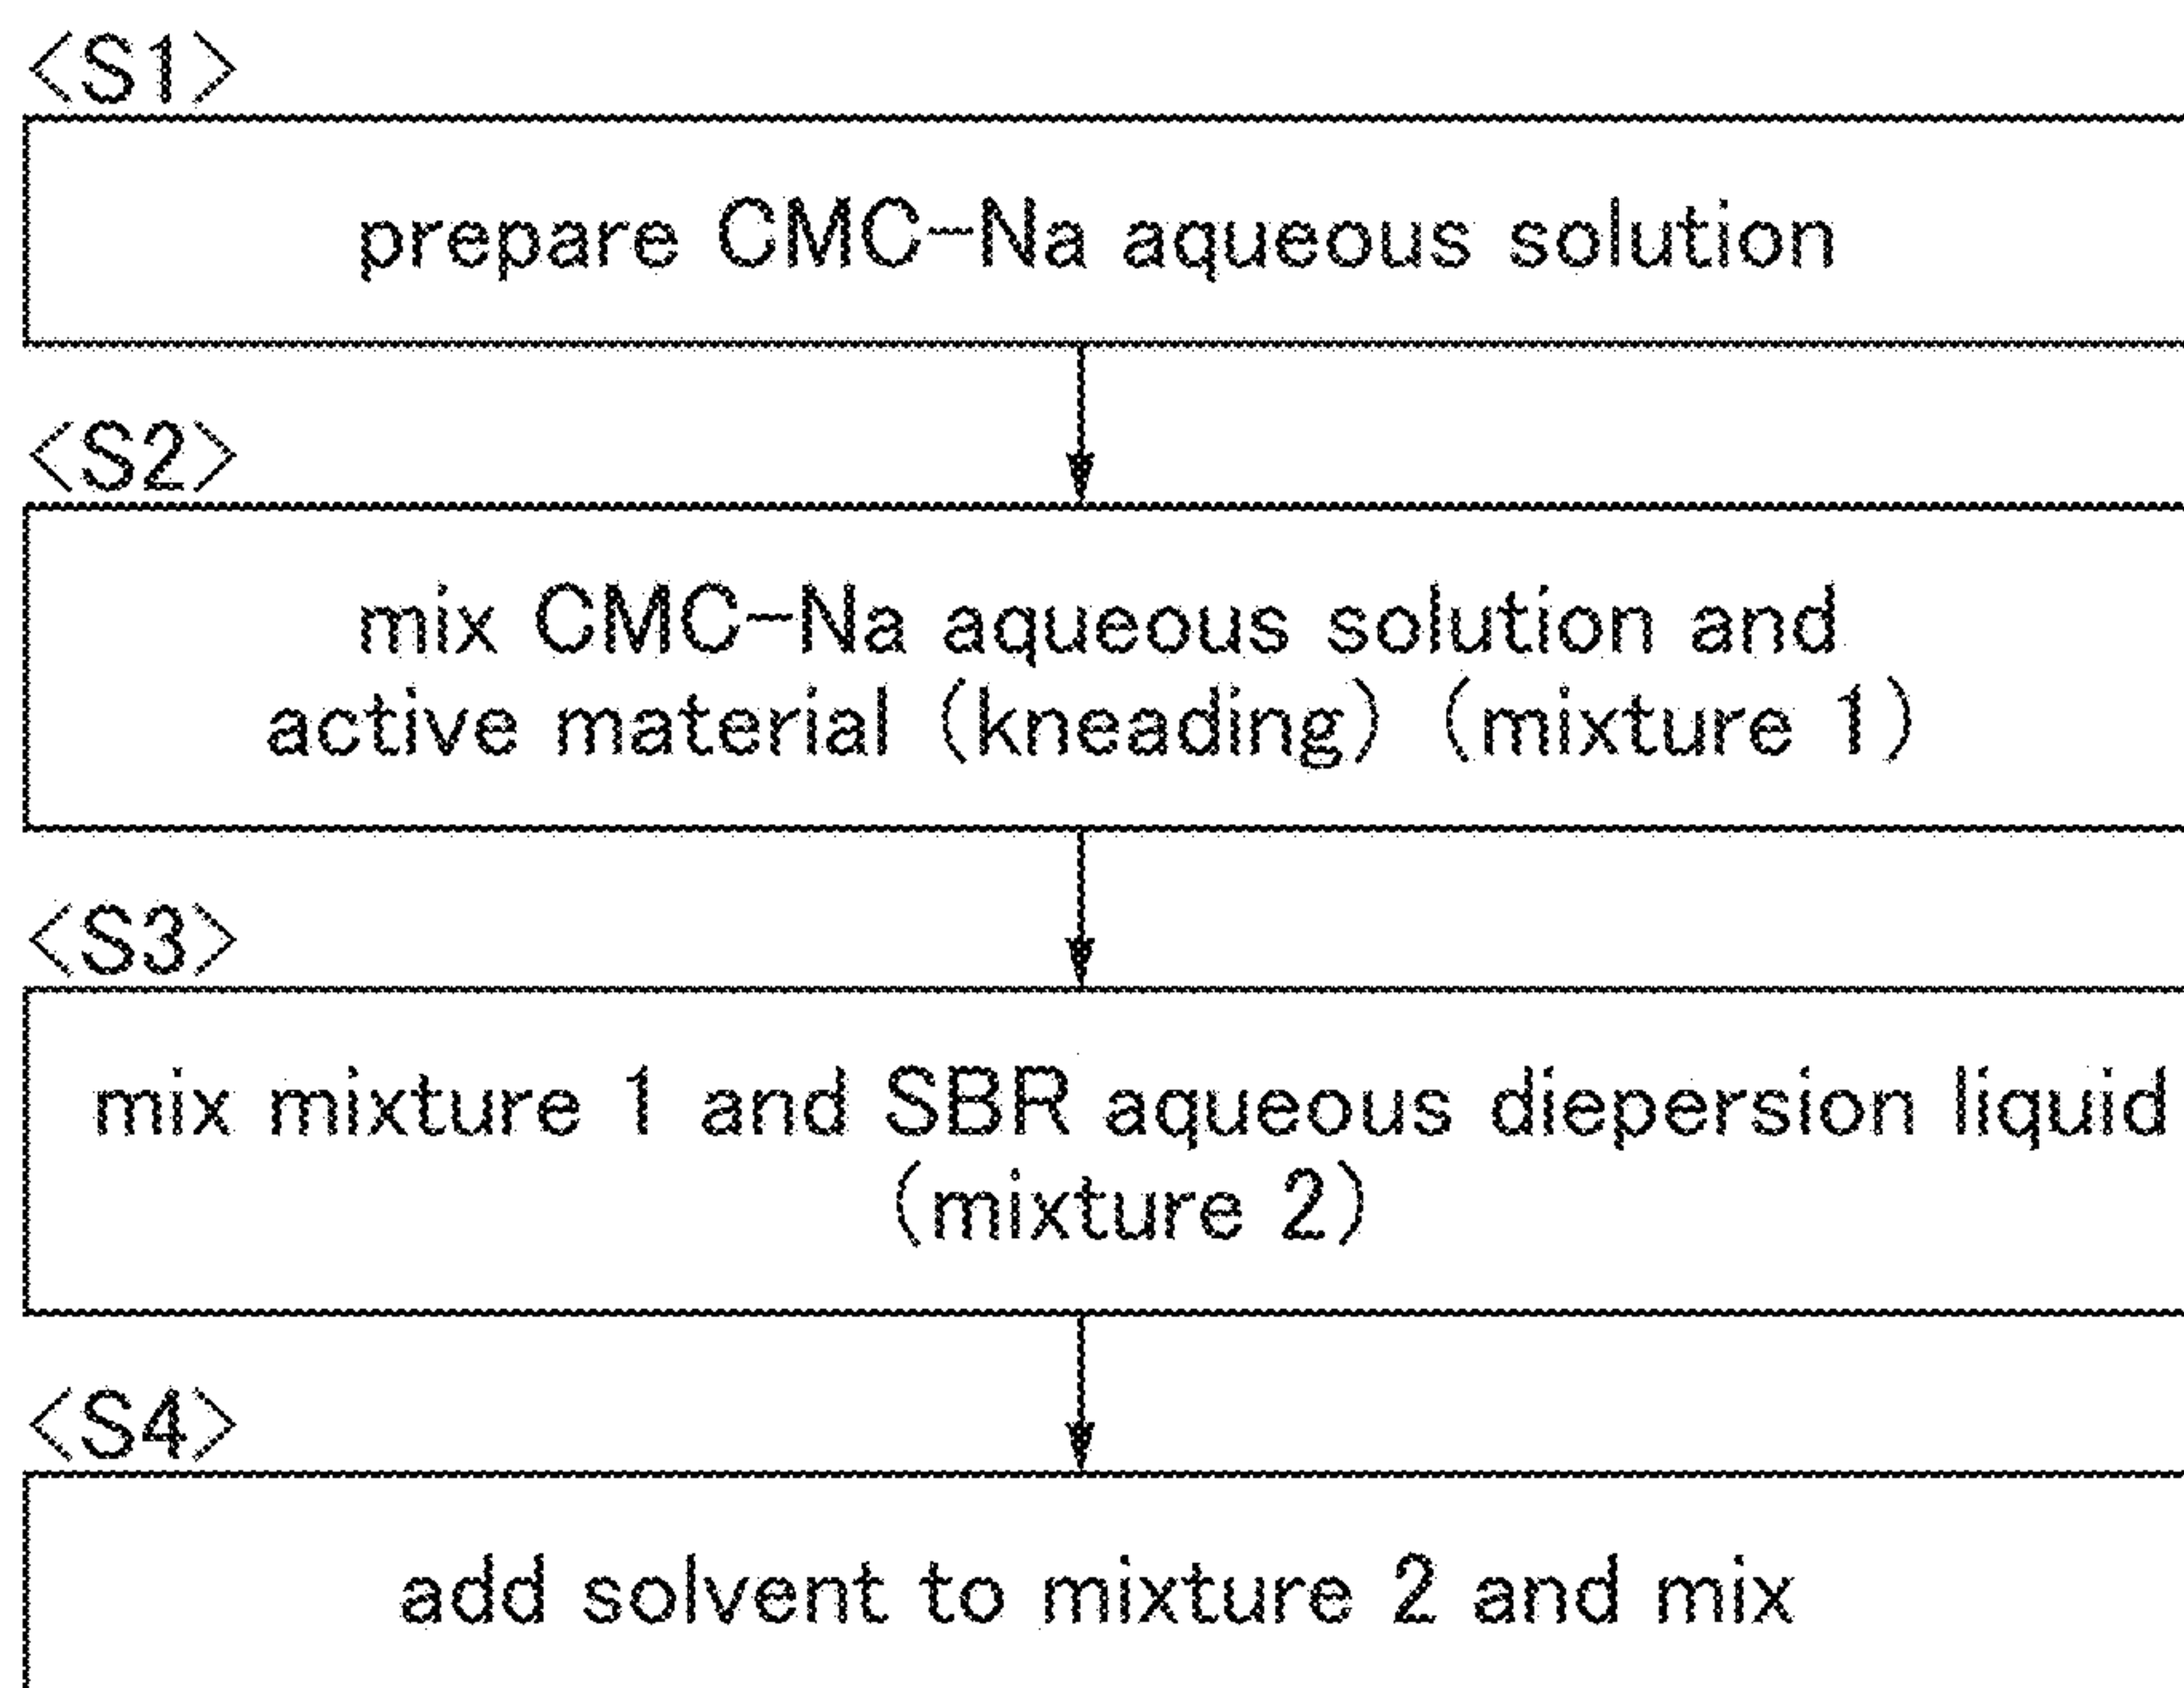 <S1>
prepare CMC-Na aqueous solution
<S2>
mix CMC-Na aqueous solution and
active material (kneading) (mixture 1)
<S3>
mix mixture 1 and SBR aqueous diepersion liquid
(mixture 2)
<S4>
add solvent to mixture 2 and mix